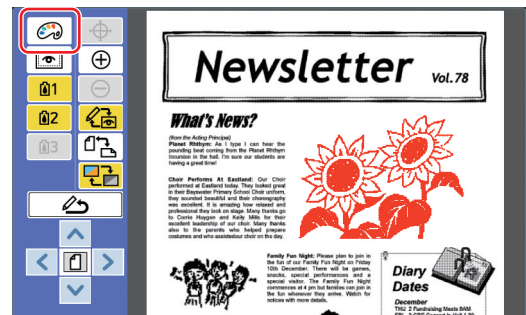 1
2
3
Newsletter Vol. 78
What's News?
(from the Acting Principal)
Planet Rhithym: As I type I can hear the
pounding beat coming from the Planet Rhithym
incursion in the hall. I'm sure our students are
having a great time!
Choir Performs At Eastland: Our Choir
performed at Eastland today. They looked great
in their Bayswater Primary School Choir uniform,
they sounded beautiful and their choreography
was excellent. It is amazing how relaxed and
professional they look on stage. Many thanks go
to Corrie Heygen and Kelly Mills for their
excellent leadership of our choir. Many thanks
also to the parents who helped prepare
costumes and who assistedour choir on the day.
Family Fun Night: Please plan to join in
the fun of our Family Fun Night on Friday
10th December. There will be games,
snacks, special performances and a
special visitor. The Family Fun Night
commences at 4 pm but families can join in
the fun whenever they arrive. Watch for
notices with more details.
Diary
Dates
December
THU 2 Fundraising Meets 9AM